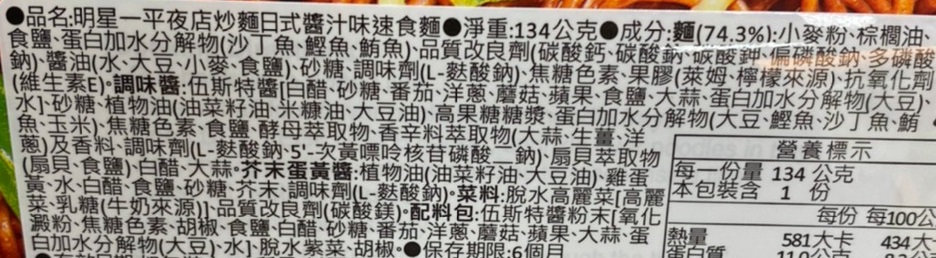 ●品名:明星一平夜店炒麵日式醬汁味速食麵●淨重:134公克●成分:麵(74.3%):小麥粉、棕櫚油、
食鹽、蛋白加水分解物(沙丁魚、鰹魚、鮪魚)、品質改良劑(碳酸鈣、碳酸鈉、碳酸鉀、偏磷酸鈉、多磷酸
鈉)、醬油(水、大豆、小麥、食鹽)、砂糖、調味劑(L-麩酸鈉)、焦糖色素、果膠(萊姆、檸檬來源)、抗氧化劑
(維生素E)。調味醬:伍斯特醬[白醋、砂糖、番茄、洋蔥、蘑菇、蘋果、食鹽、大蒜、蛋白加水分解物(大豆)、
水]、砂糖、植物油(油菜籽油、米糠油、大豆油)、高果糖糖漿、蛋白加水分解物(大豆、鰹魚、沙丁魚、鮪
魚、玉米)、焦糖色素、食鹽、酵母萃取物、香辛料萃取物(大蒜、生薑、洋
蔥)及香料、調味劑(L-麩酸鈉、5'-次黃嘌呤核苷磷酸二鈉)、扇貝萃取物
(扇貝、食鹽)、白醋、大蒜。芥末蛋黃醬:植物油(油菜籽油、大豆油)、雞蛋
黃、水、白醋、食鹽、砂糖、芥末、調味劑(L-麩酸鈉)。菜料:脫水高麗菜[高麗
菜、乳糖(牛奶來源)]、品質改良劑(碳酸鎂)。配料包:伍斯特醬粉末[氧化
澱粉、焦糖色素、胡椒、食鹽、白醋、砂糖、番茄、洋蔥、蘑菇、蘋果、大蒜、蛋
白加水分解物(大豆)、水]、脫水紫菜、胡椒。●保存期限:6個月
營養標示
每一份量 134 公克
本包裝含 1 份
每份 每100公
熱量 581大卡 434大
蛋白質 11.0公克